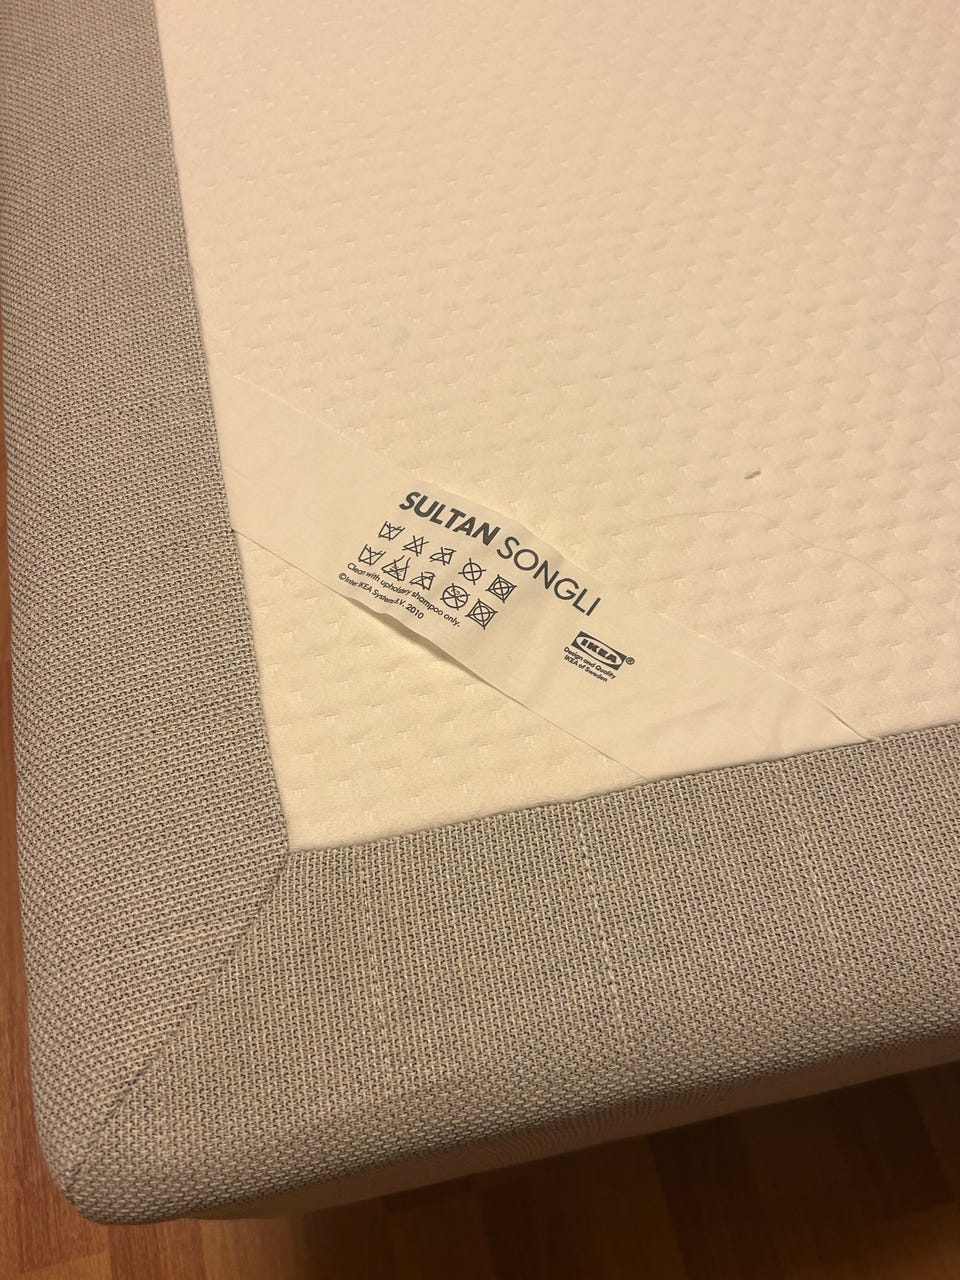 SULTAN SONGLI
Clean with upholstery shampoo only.
© Inter IKEA Systems B.V. 2010
IKEA®
Design and Quality
IKEA of Sweden